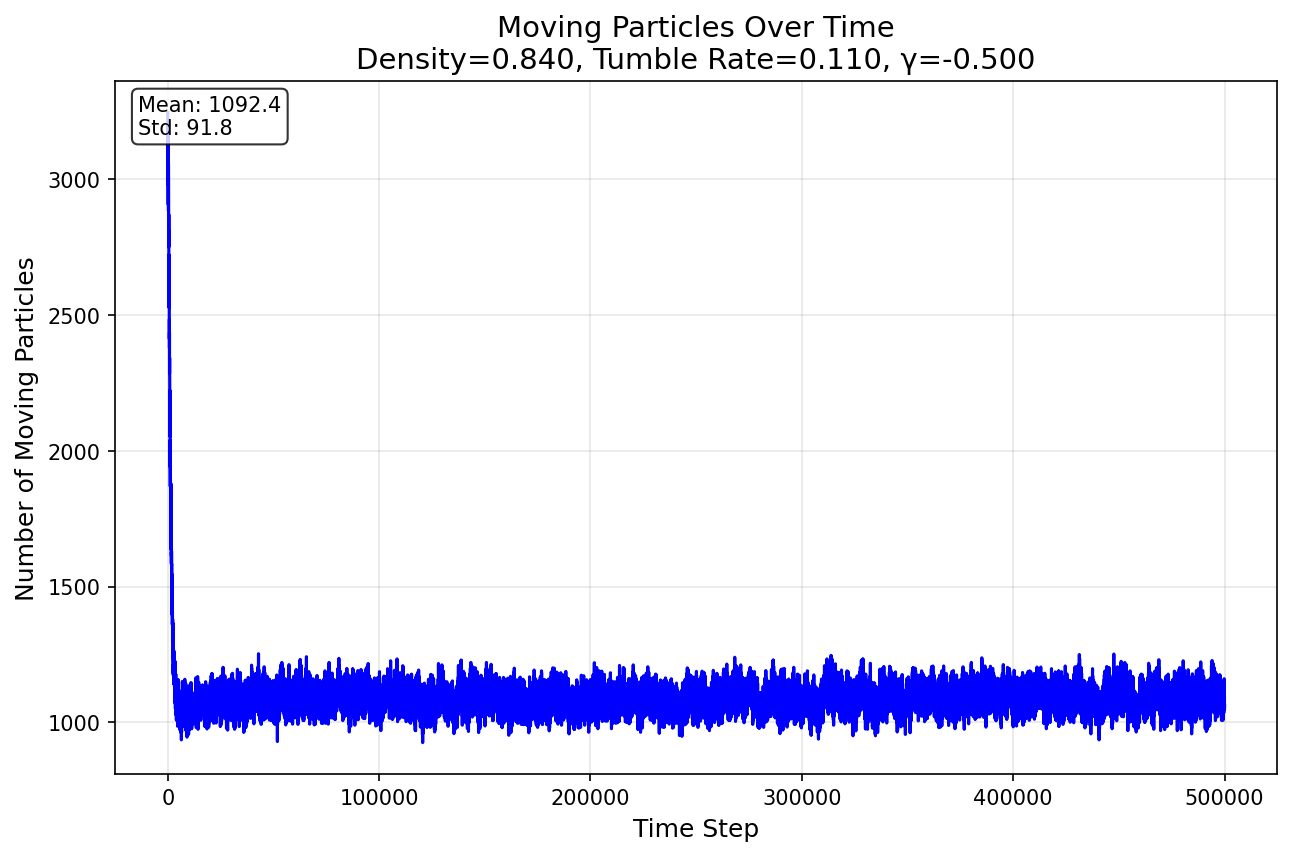 Moving Particles Over Time
Density=0.840, Tumble Rate=0.110, γ=-0.500
Mean: 1092.4
Std: 91.8
Number of Moving Particles
3000
2500
2000
1500
1000
0
100000
200000
300000
400000
500000
Time Step